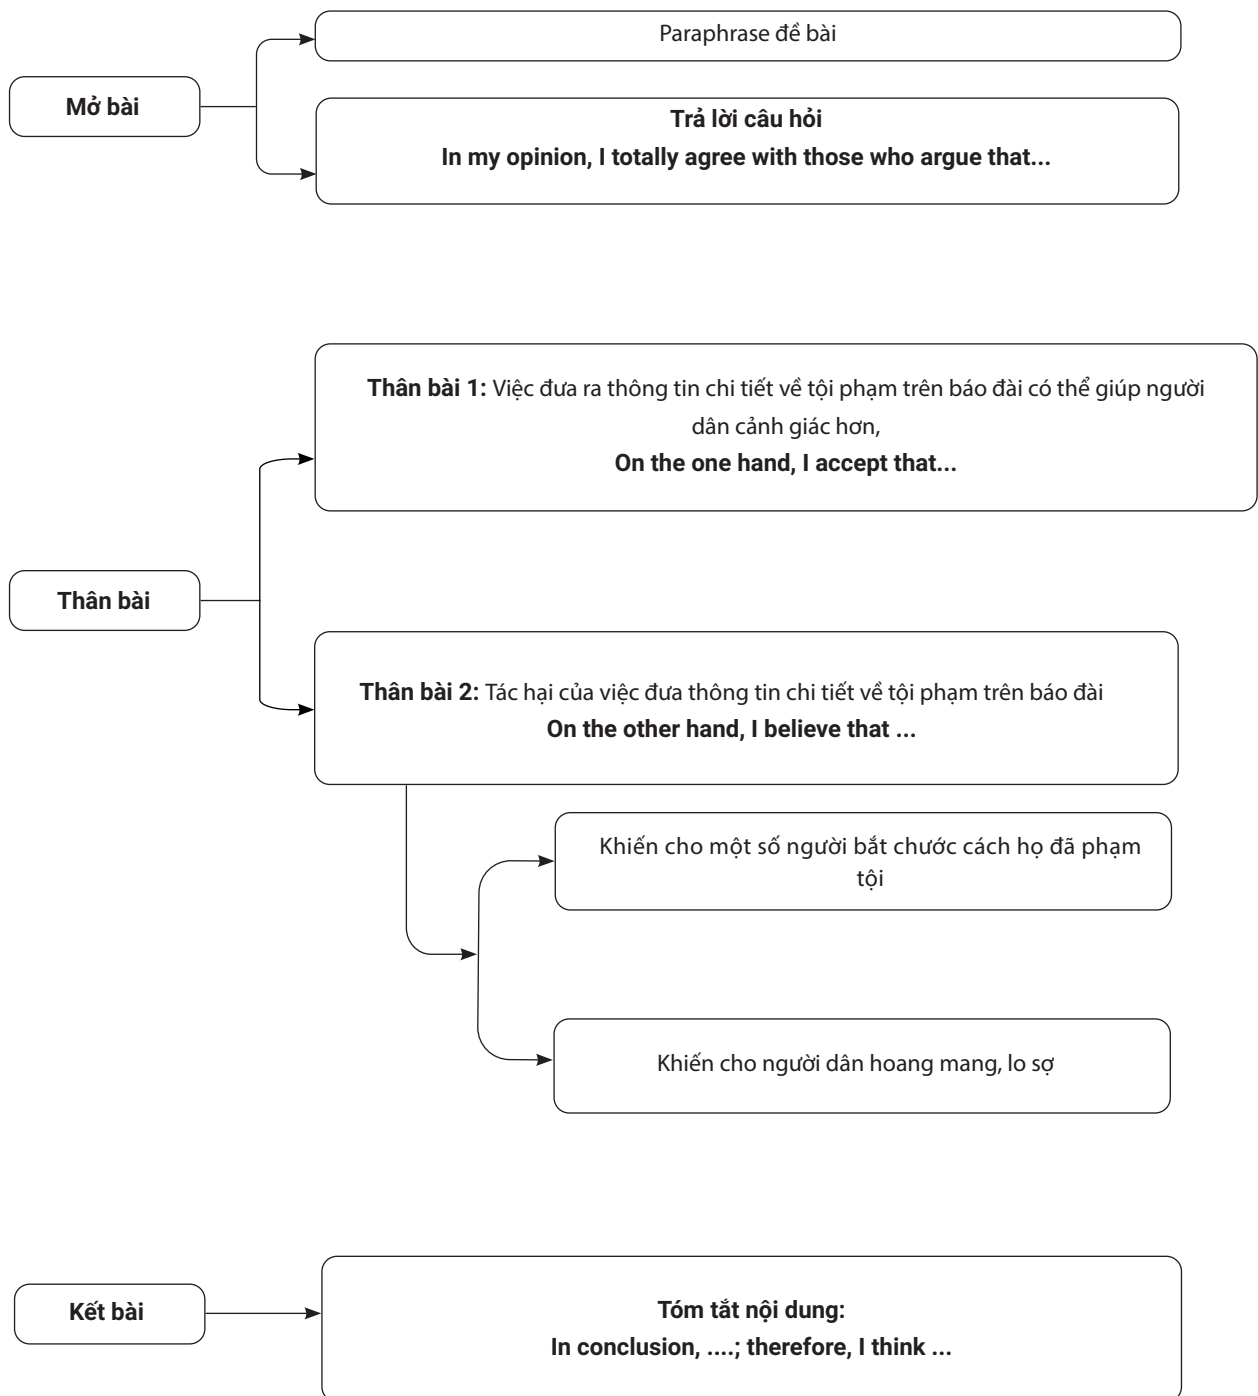 Paraphrase đề bài
Mở bài
Trả lời câu hỏi
In my opinion, I totally agree with those who argue that...
Thân bài 1: Việc đưa ra thông tin chi tiết về tội phạm trên báo đài có thể giúp người
dân cảnh giác hơn,
On the one hand, I accept that...
Thân bài
Thân bài 2: Tác hại của việc đưa thông tin chi tiết về tội phạm trên báo đài
On the other hand, I believe that ...
Khiến cho một số người bắt chước cách họ đã phạm
tội
Khiến cho người dân hoang mang, lo sợ
Kết bài
Tóm tắt nội dung:
In conclusion, ....; therefore, I think ...